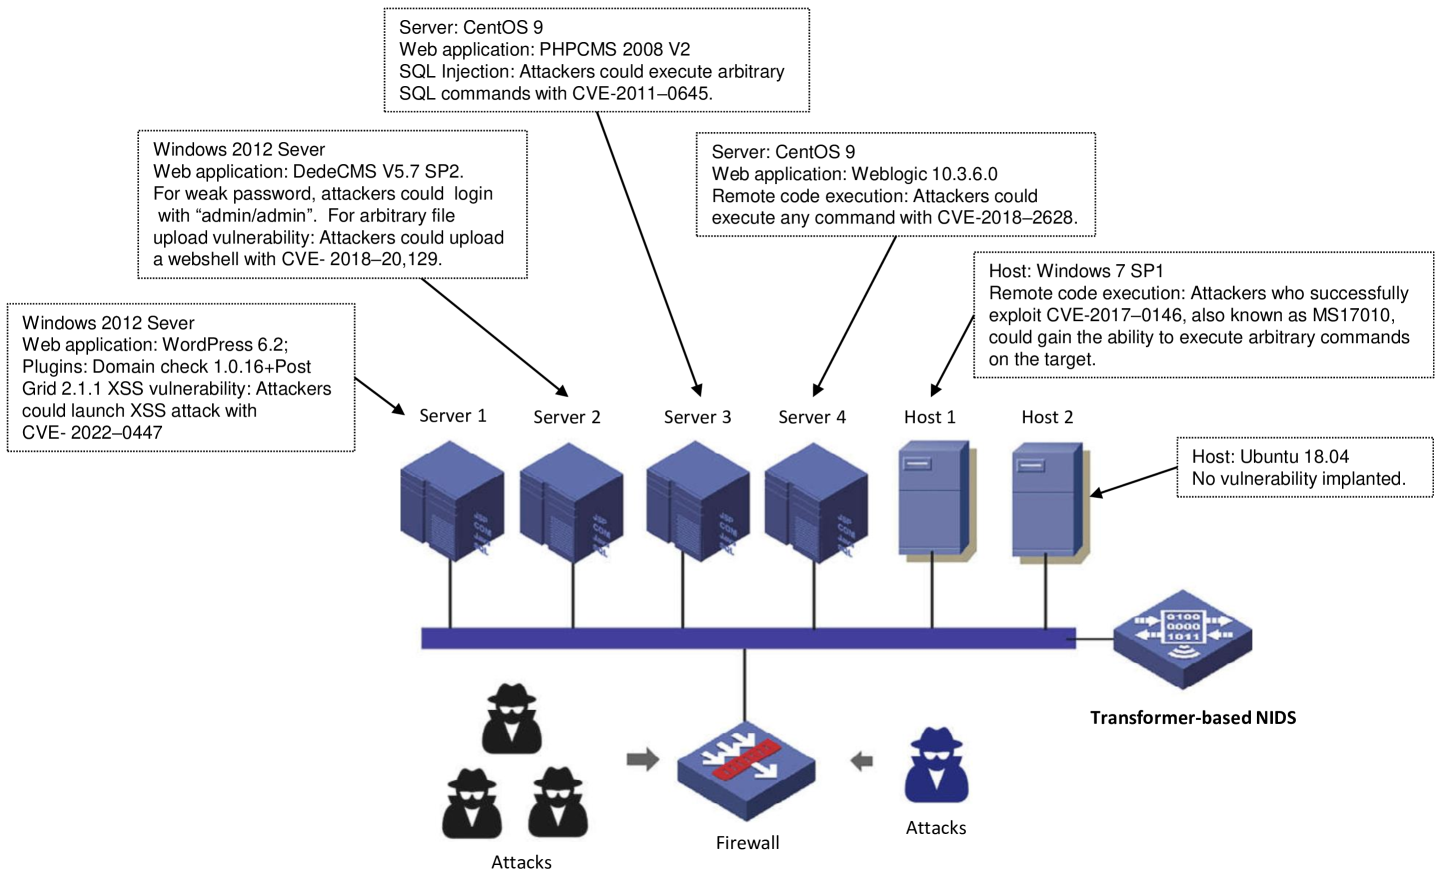 Server: CentOS 9
Web application: PHPCMS 2008 V2
SQL Injection: Attackers could execute arbitrary
SQL commands with CVE-2011–0645.
Windows 2012 Sever
Web application: DedeCMS V5.7 SP2.
For weak password, attackers could login
with “admin/admin”. For arbitrary file
upload vulnerability: Attackers could upload
a webshell with CVE- 2018–20,129.
Server: CentOS 9
Web application: Weblogic 10.3.6.0
Remote code execution: Attackers could
execute any command with CVE-2018–2628.
Host: Windows 7 SP1
Remote code execution: Attackers who successfully
exploit CVE-2017–0146, also known as MS17010,
could gain the ability to execute arbitrary commands
on the target.
Windows 2012 Sever
Web application: WordPress 6.2;
Plugins: Domain check 1.0.16+Post
Grid 2.1.1 XSS vulnerability: Attackers
could launch XSS attack with
CVE- 2022–0447
Server 1
Server 2
Server 3
Server 4
Host 1
Host 2
Host: Ubuntu 18.04
No vulnerability implanted.
0100
0000
1011
Transformer-based NIDS
Firewall
Attacks
Attacks